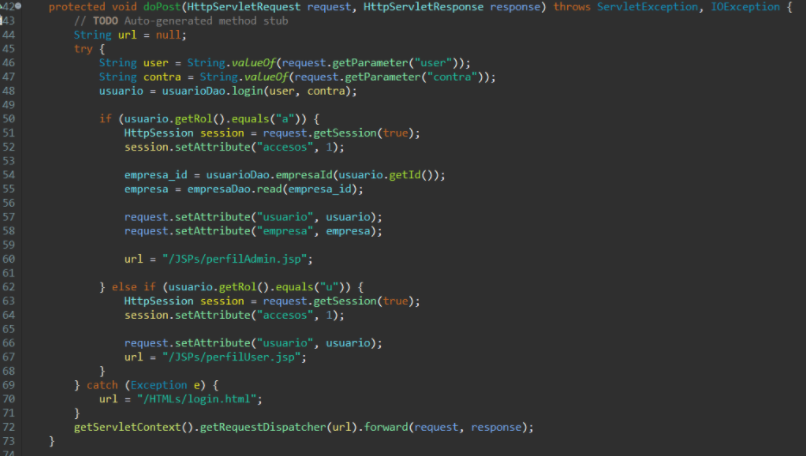 42 protected void doPost(HttpServletRequest request, HttpServletResponse response) throws ServletException, IOException {
43 // TODO Auto-generated method stub
44 String url = null;
45 try {
46 String user = String.valueOf(request.getParameter("user"));
47 String contra = String.valueOf(request.getParameter("contra"));
48 usuario = usuarioDao.login(user, contra);
49
50 if (usuario.getRol().equals("a")) {
51 HttpSession session = request.getSession(true);
52 session.setAttribute("accesos", 1);
53
54 empresa_id = usuarioDao.empresaId(usuario.getId());
55 empresa = empresaDao.read(empresa_id);
56
57 request.setAttribute("usuario", usuario);
58 request.setAttribute("empresa", empresa);
59
60 url = "/JSPs/perfilAdmin.jsp";
61
62 } else if (usuario.getRol().equals("u")) {
63 HttpSession session = request.getSession(true);
64 session.setAttribute("accesos", 1);
65
66 request.setAttribute("usuario", usuario);
67 url = "/JSPs/perfilUser.jsp";
68 }
69 } catch (Exception e) {
70 url = "/HTMLs/login.html";
71 }
72 getServletContext().getRequestDispatcher(url).forward(request, response);
73 }
74